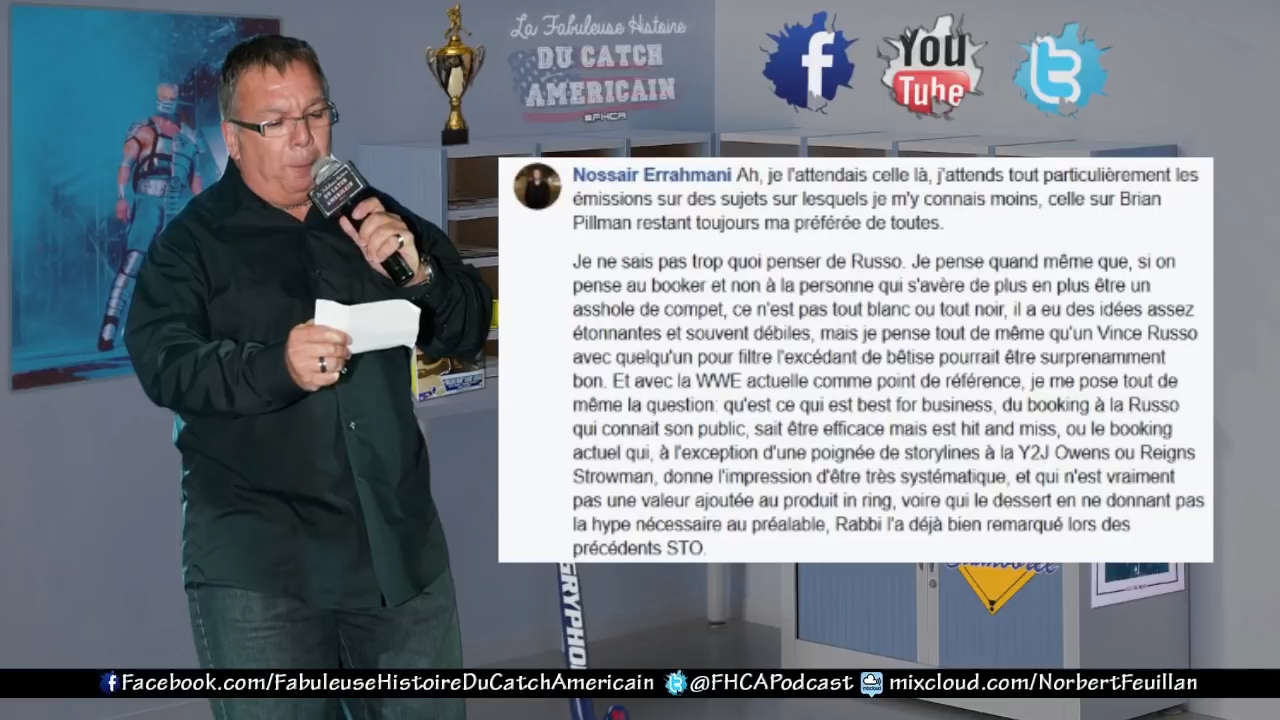 La Fabuleuse Histoire
DU CATCH
AMERICAIN
#FHCA
f
You
Tube
t
DU CATCH
AMERICAIN
Nossair Errahmani Ah, je l'attendais celle là, j'attends tout particulièrement les
émissions sur des sujets sur lesquels je m'y connais moins, celle sur Brian
Pillman restant toujours ma préférée de toutes.
Je ne sais pas trop quoi penser de Russo. Je pense quand même que, si on
pense au booker et non à la personne qui s'avère de plus en plus être un
asshole de compet, ce n'est pas tout blanc ou tout noir, il a eu des idées assez
étonnantes et souvent débiles, mais je pense tout de même qu'un Vince Russo
avec quelqu'un pour filtre l'excédant de bêtise pourrait être surprenamment
bon. Et avec la WWE actuelle comme point de référence, je me pose tout de
même la question: qu'est ce qui est best for business, du booking à la Russo
qui connait son public, sait être efficace mais est hit and miss, ou le booking
actuel qui, à l'exception d'une poignée de storylines à la Y2J Owens ou Reigns
Strowman, donne l'impression d'être très systématique, et qui n'est vraiment
pas une valeur ajoutée au produit in ring, voire qui le dessert en ne donnant pas
la hype nécessaire au préalable, Rabbi l'a déjà bien remarqué lors des
précédents STO.
GRYPHON
Facebook.com/FabuleuseHistoireDuCatchAmericain @FHCAPodcast mixcloud.com/NorbertFeuillan